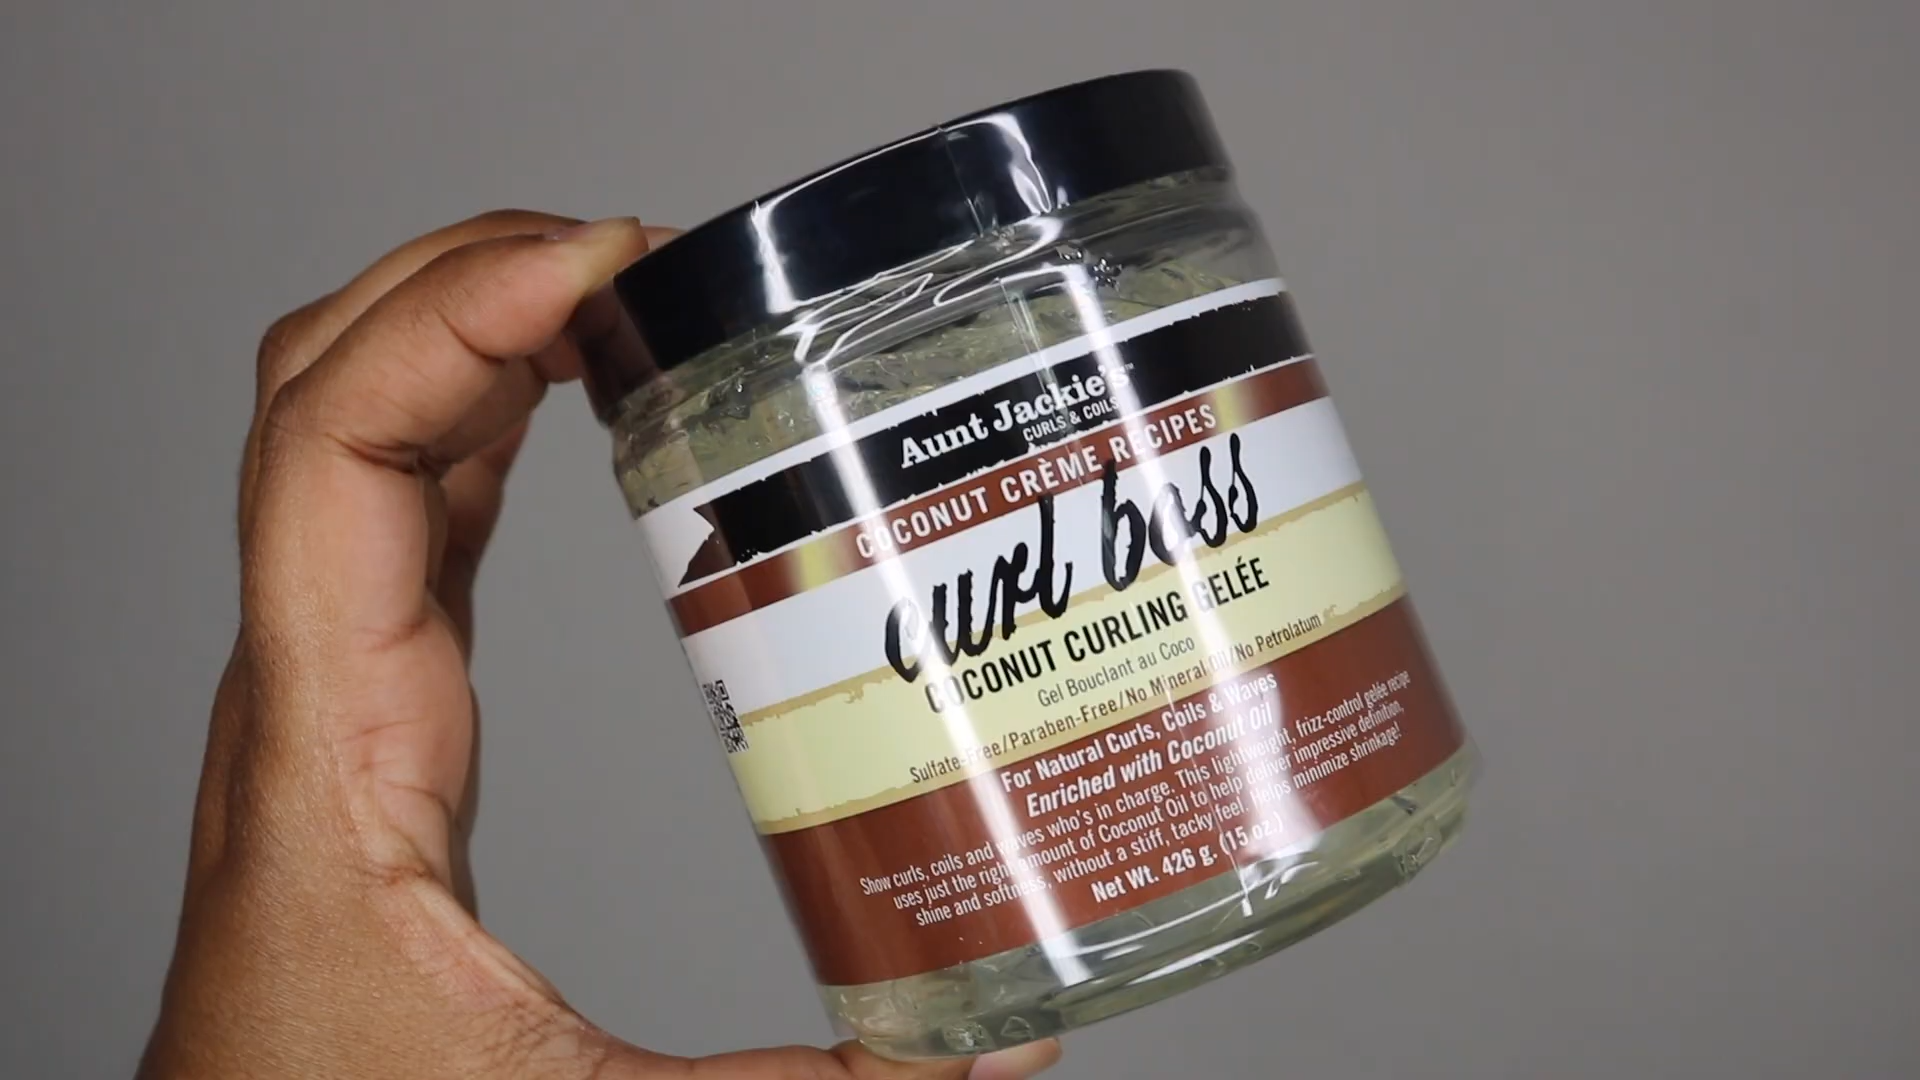 Aunt Jackie's™
CURLS & COILS
COCONUT CRÈME RECIPES
curl boss
COCONUT CURLING GELÉE
Gel Bouclant au Coco
Sulfate-Free/Paraben-Free/No Mineral Oil/No Petrolatum
For Natural Curls, Coils & Waves
Enriched with Coconut Oil
Show curls, coils and waves who's in charge. This lightweight, frizz-control gelée recipe
uses just the right amount of Coconut Oil to help deliver impressive definition,
shine and softness, without a stiff, tacky feel. Helps minimize shrinkage!
Net Wt. 426 g. (15 oz.)